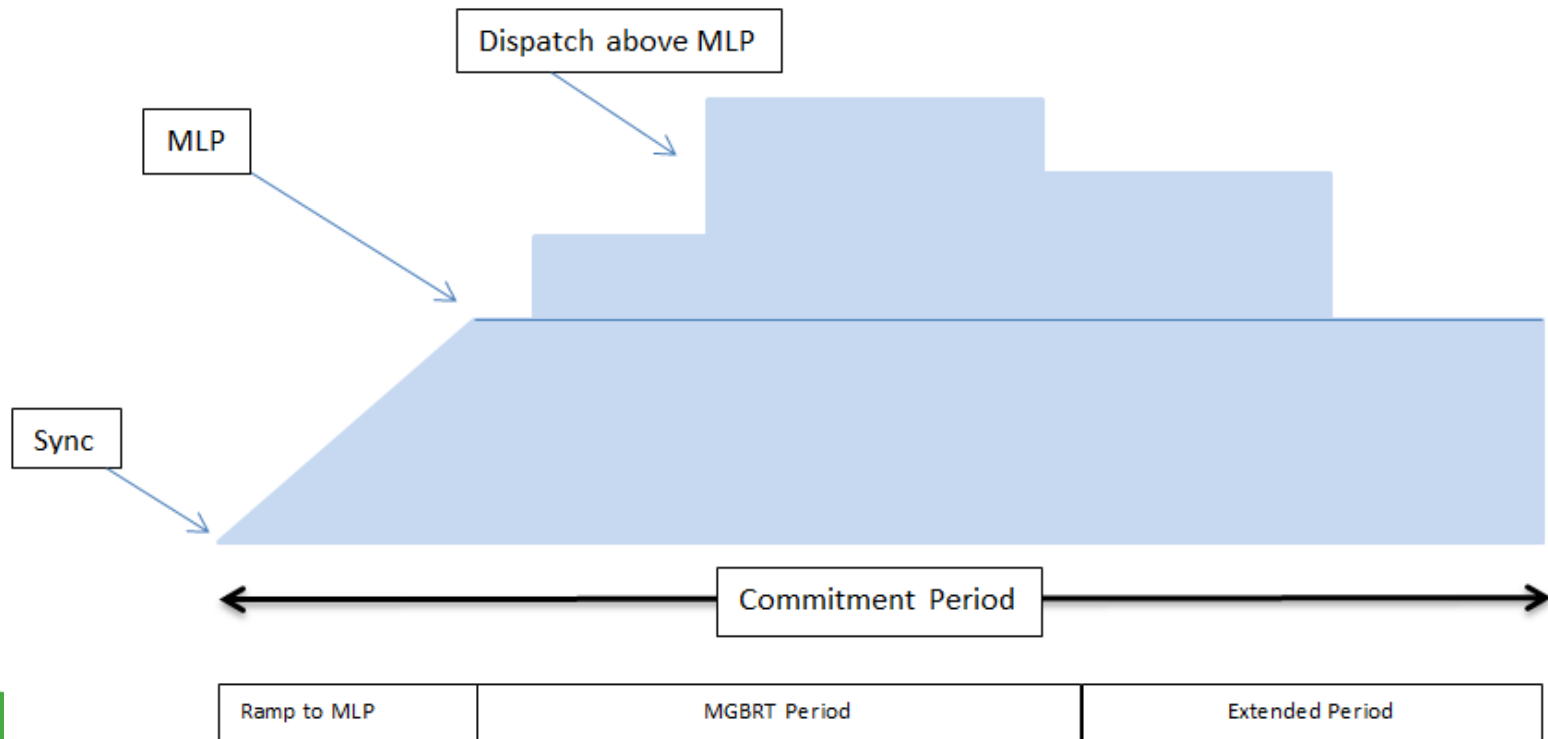 Dispatch above MLP
MLP
Sync
Commitment Period
Ramp to MLP
MGBRT Period
Extended Period